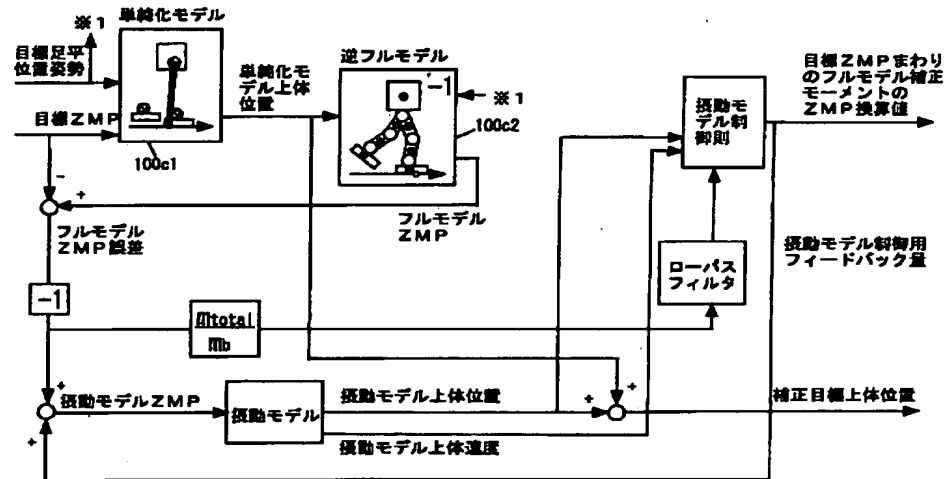 ※1
単純化モデル
目標足平
位置姿勢
目標ZMP
100c1
単純化モ
デル上体
位置
逆フルモデル
-1
※1
100c2
フルモデル
ZMP
摂動モ
デル制
御則
目標ZMPまわり
のフルモデル補正
モーメントの
ZMP換算値
-
+
フルモデル
ZMP誤差
-1
ローパス
フィルタ
摂動モデル制御用
フィードバック量
Mtotal
Mb
+
摂動モデルZMP
+
摂動モデル
摂動モデル上体位置
摂動モデル上体速度
+
+
補正目標上体位置